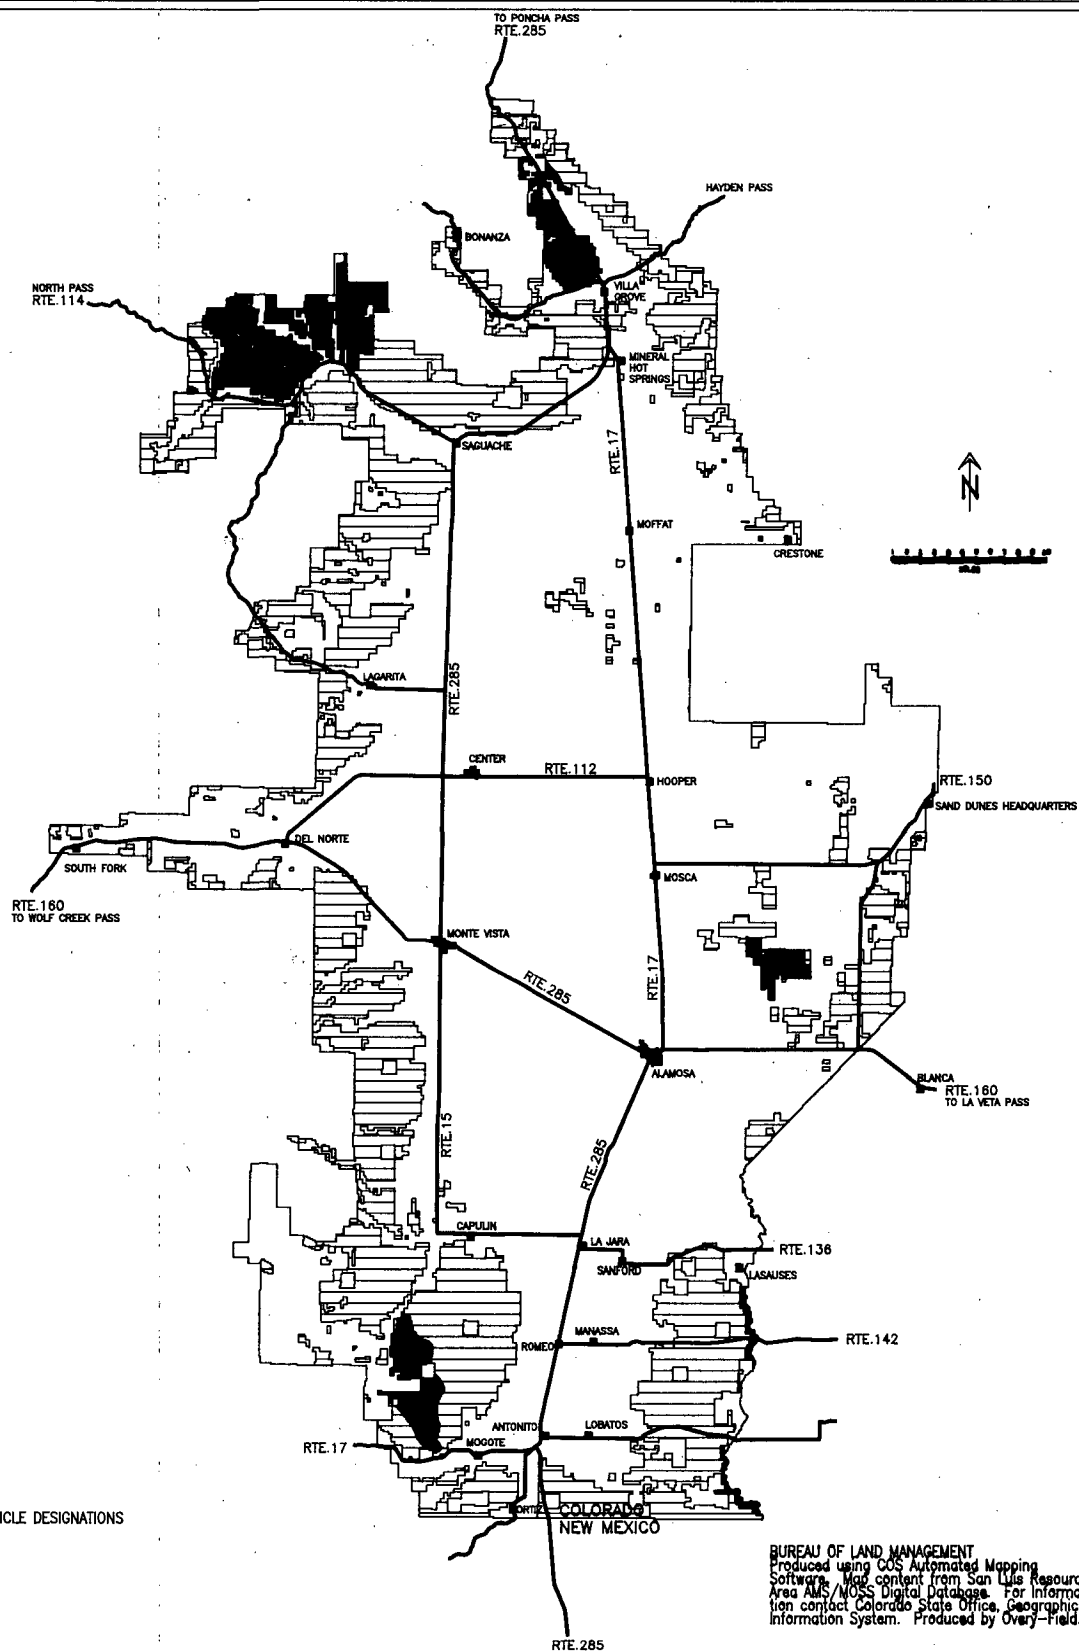 TO PONCHA PASS
RTE.285
HAYDEN PASS
BONANZA
NORTH PASS
RTE.114
VILLA
GROVE
MINERAL
HOT
SPRINGS
SAGUACHE
RTE.17
N
MOFFAT
CRESTONE
LAGARITA
RTE.285
CENTER
RTE.112
HOOPER
RTE.150
SAND DUNES HEADQUARTERS
DEL NORTE
SOUTH FORK
MOSCA
RTE.160
TO WOLF CREEK PASS
MONTE VISTA
RTE.285
RTE.17
ALAMOSA
BLANCA
RTE.160
TO LA VETA PASS
RTE.15
RTE.285
CAPULIN
LA JARA
RTE.136
SANFORD
LASAUSES
MANASSA
ROMEO
RTE.142
ANTONITO
LOBATOS
RTE.17
MOGOTE
ORTIZ
COLORADO
NEW MEXICO
ICLE DESIGNATIONS
BUREAU OF LAND MANAGEMENT
Produced using COS Automated Mapping
Software. Map content from San Luis Resourc
Area AMS/MOSS Digital Database. For Informa
tion contact Colorado State Office, Geographic
Information System. Produced by Overy-Field.
RTE.285